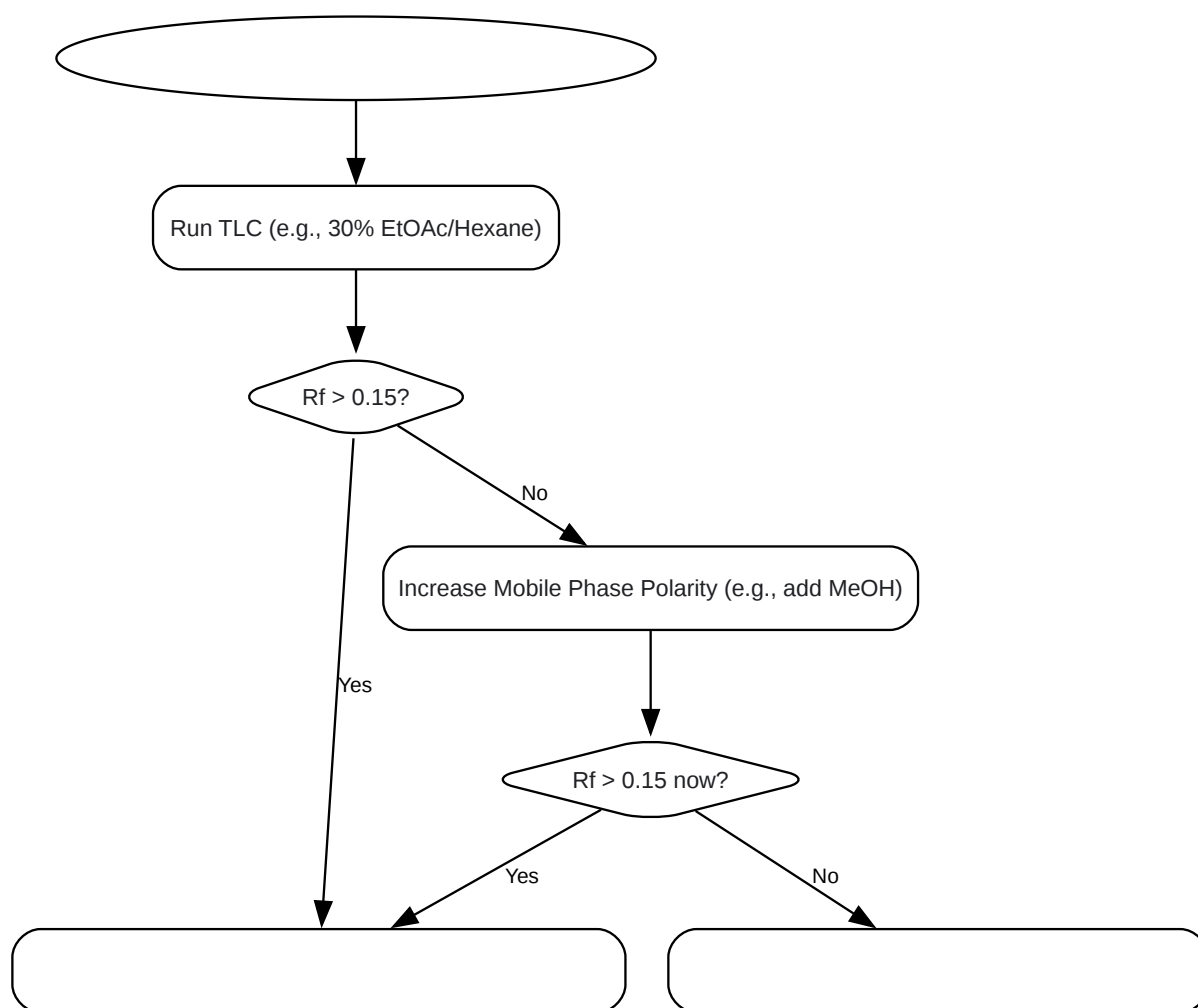 Run TLC (e.g., 30% EtOAc/Hexane)
Rf > 0.15?
No
Increase Mobile Phase Polarity (e.g., add MeOH)
Yes
Rf > 0.15 now?
Yes
No